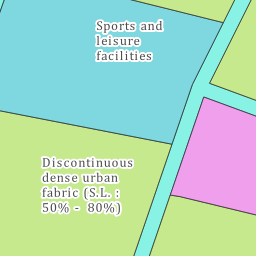 Sports and
leisure
facilities
Discontinuous
dense urban
fabric (S.L. :
50% - 80%)